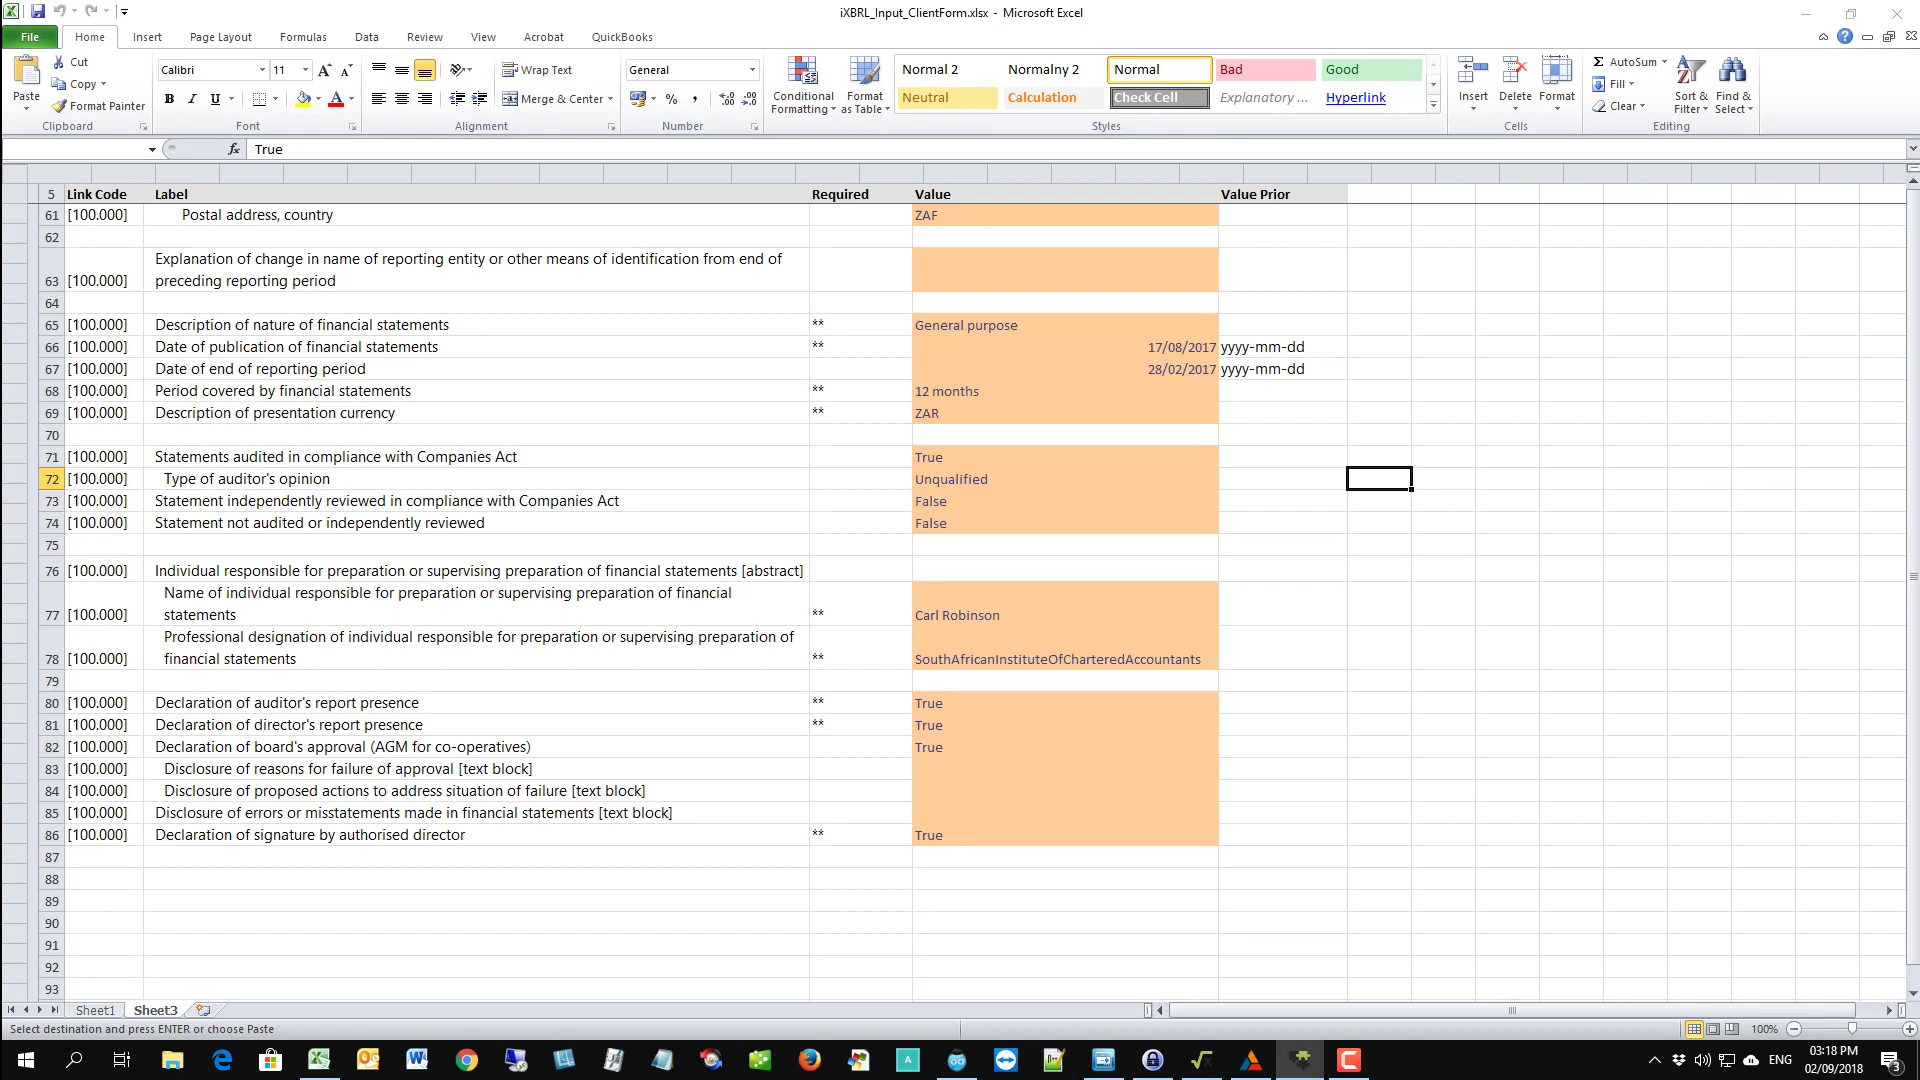 iXBRL_Input_ClientForm.xlsx - Microsoft Excel
File Home Insert Page Layout Formulas Data Review View Acrobat QuickBooks
Paste
Cut
Copy
Format Painter
Clipboard
Calibri 11
B I U
Font
Wrap Text
Merge & Center
Alignment
General
%
Number
Conditional Formatting
Format as Table
Normal 2 Normalny 2 Normal Bad Good
Neutral Calculation Check Cell Explanatory ... Hyperlink
Styles
Insert Delete Format
Cells
AutoSum
Fill
Clear
Sort & Filter
Find & Select
Editing
fx True
5 Link Code Label Required Value Value Prior
61 [100.000] Postal address, country ZAF
62
Explanation of change in name of reporting entity or other means of identification from end of
63 [100.000] preceding reporting period
64
65 [100.000] Description of nature of financial statements ** General purpose
66 [100.000] Date of publication of financial statements ** 17/08/2017 yyyy-mm-dd
67 [100.000] Date of end of reporting period 28/02/2017 yyyy-mm-dd
68 [100.000] Period covered by financial statements ** 12 months
69 [100.000] Description of presentation currency ** ZAR
70
71 [100.000] Statements audited in compliance with Companies Act True
72 [100.000] Type of auditor's opinion Unqualified
73 [100.000] Statement independently reviewed in compliance with Companies Act False
74 [100.000] Statement not audited or independently reviewed False
75
76 [100.000] Individual responsible for preparation or supervising preparation of financial statements [abstract]
Name of individual responsible for preparation or supervising preparation of financial
77 [100.000] statements ** Carl Robinson
Professional designation of individual responsible for preparation or supervising preparation of
78 [100.000] financial statements ** SouthAfricanInstituteOfCharteredAccountants
79
80 [100.000] Declaration of auditor's report presence ** True
81 [100.000] Declaration of director's report presence ** True
82 [100.000] Declaration of board's approval (AGM for co-operatives) True
83 [100.000] Disclosure of reasons for failure of approval [text block]
84 [100.000] Disclosure of proposed actions to address situation of failure [text block]
85 [100.000] Disclosure of errors or misstatements made in financial statements [text block]
86 [100.000] Declaration of signature by authorised director ** True
87
88
89
90
91
92
93
Sheet1 Sheet3
Select destination and press ENTER or choose Paste
100%
ENG
03:18 PM
02/09/2018
3